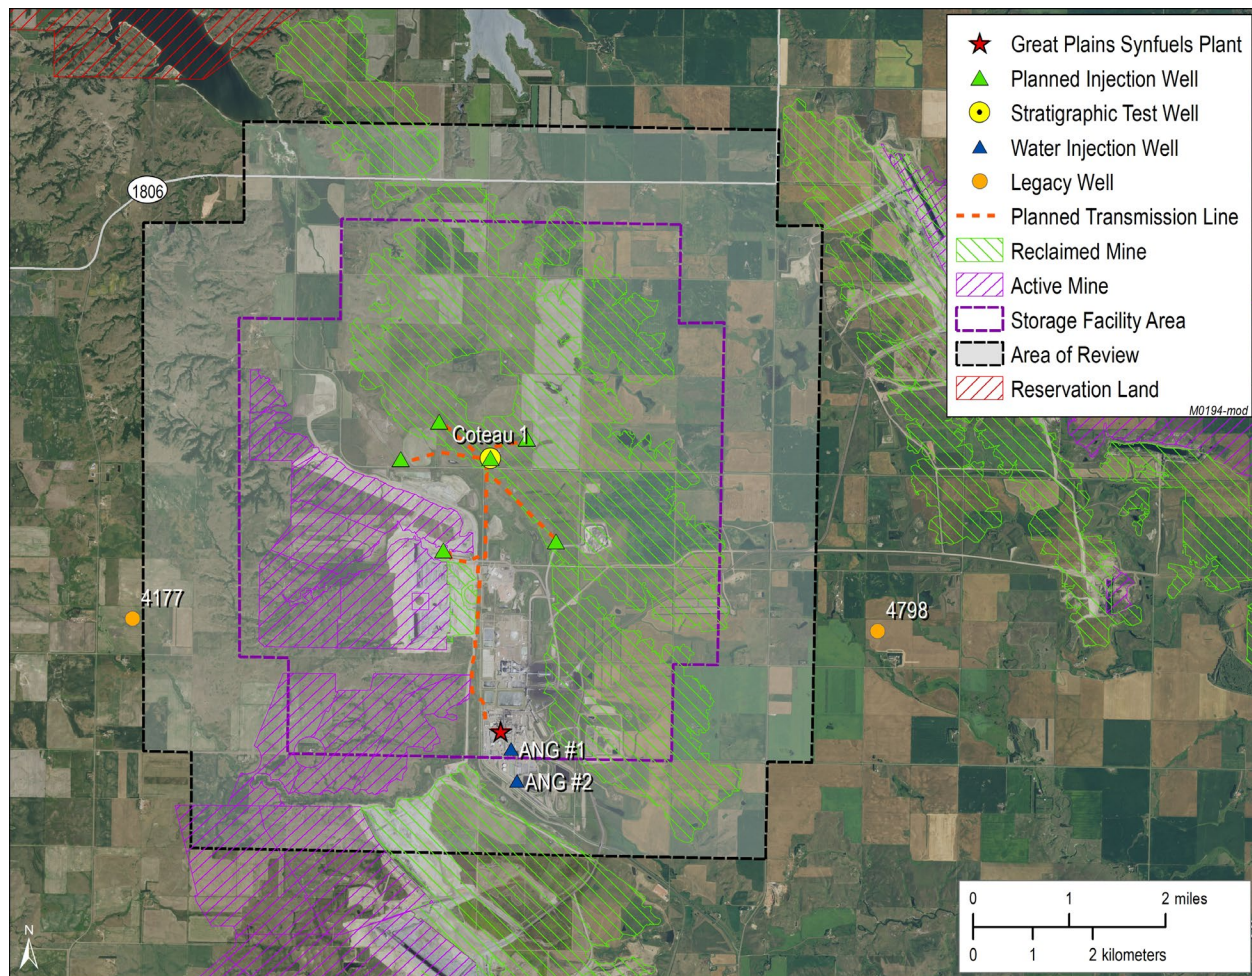 Great Plains Synfuels Plant
Planned Injection Well
Stratigraphic Test Well
Water Injection Well
Legacy Well
Planned Transmission Line
Reclaimed Mine
Active Mine
Storage Facility Area
Area of Review
Reservation Land
M0194-mod
1806
Coteau 1
4177
4798
ANG #1
ANG #2
0 1 2 miles
0 1 2 kilometers
N